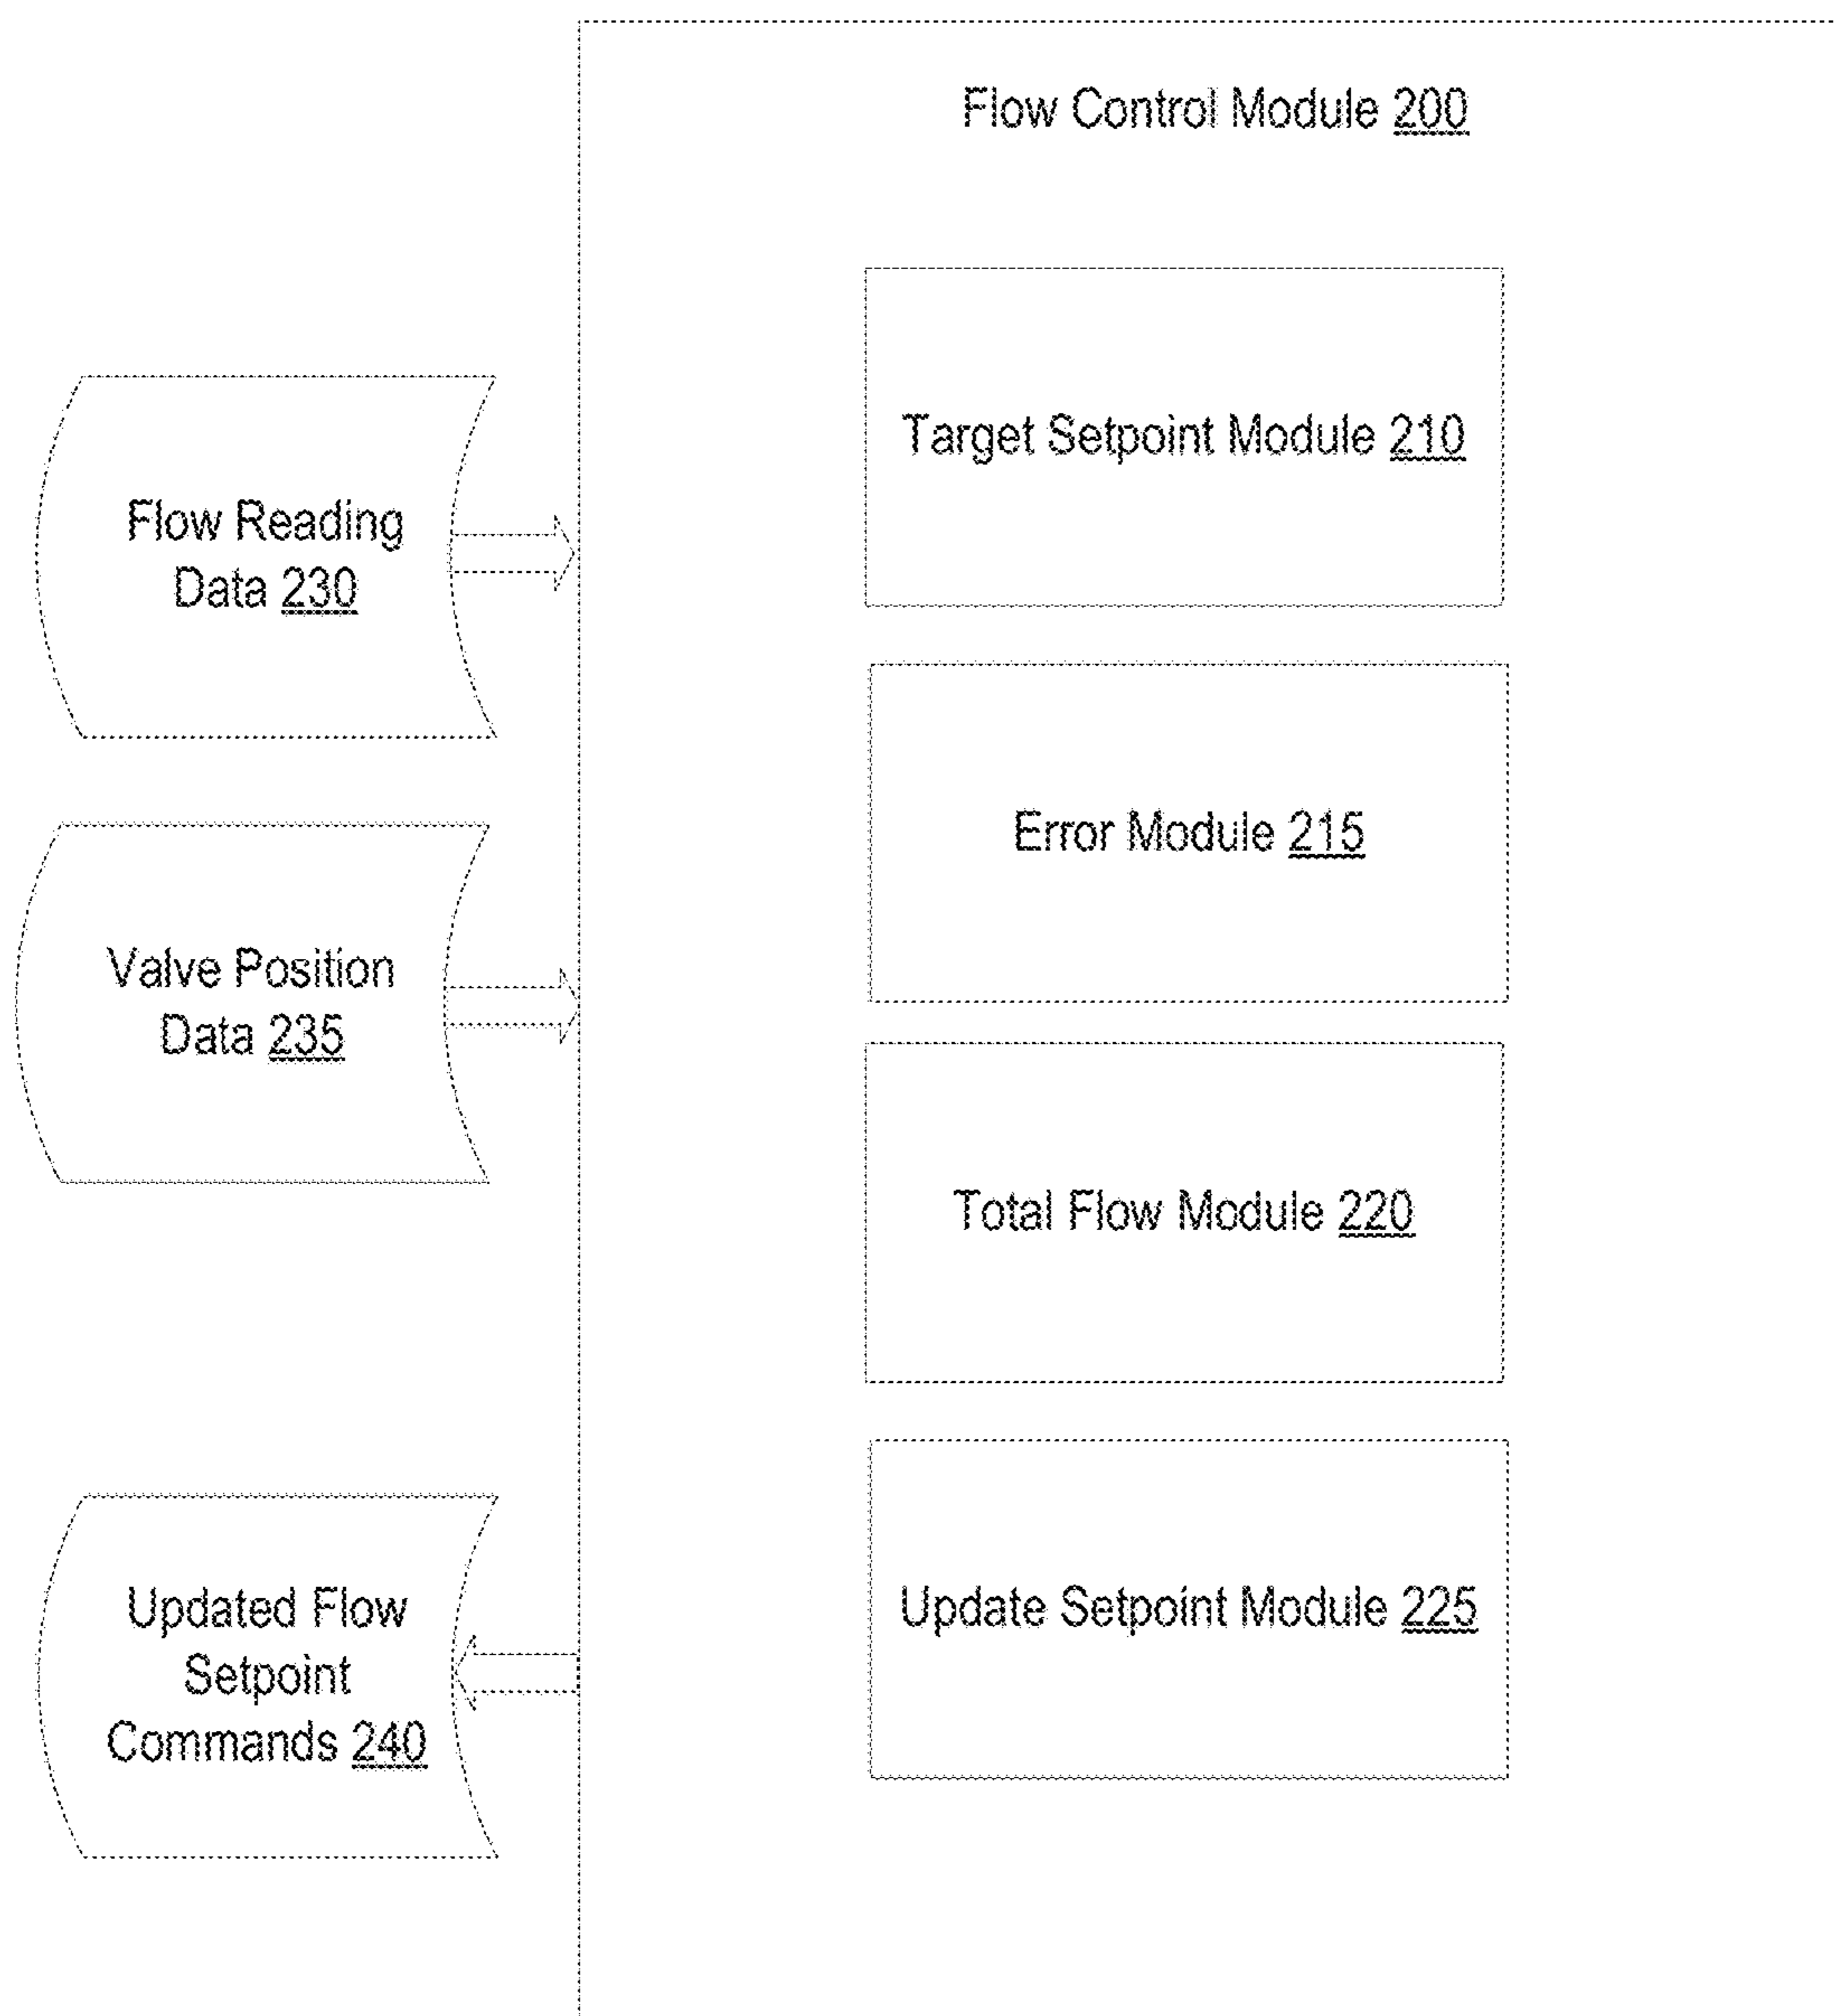 Flow Control Module 200
Target Setpoint Module 210
Flow Reading
Data 230
Error Module 215
Valve Position
Data 235
Total Flow Module 220
Updated Flow
Setpoint
Commands 240
Update Setpoint Module 225